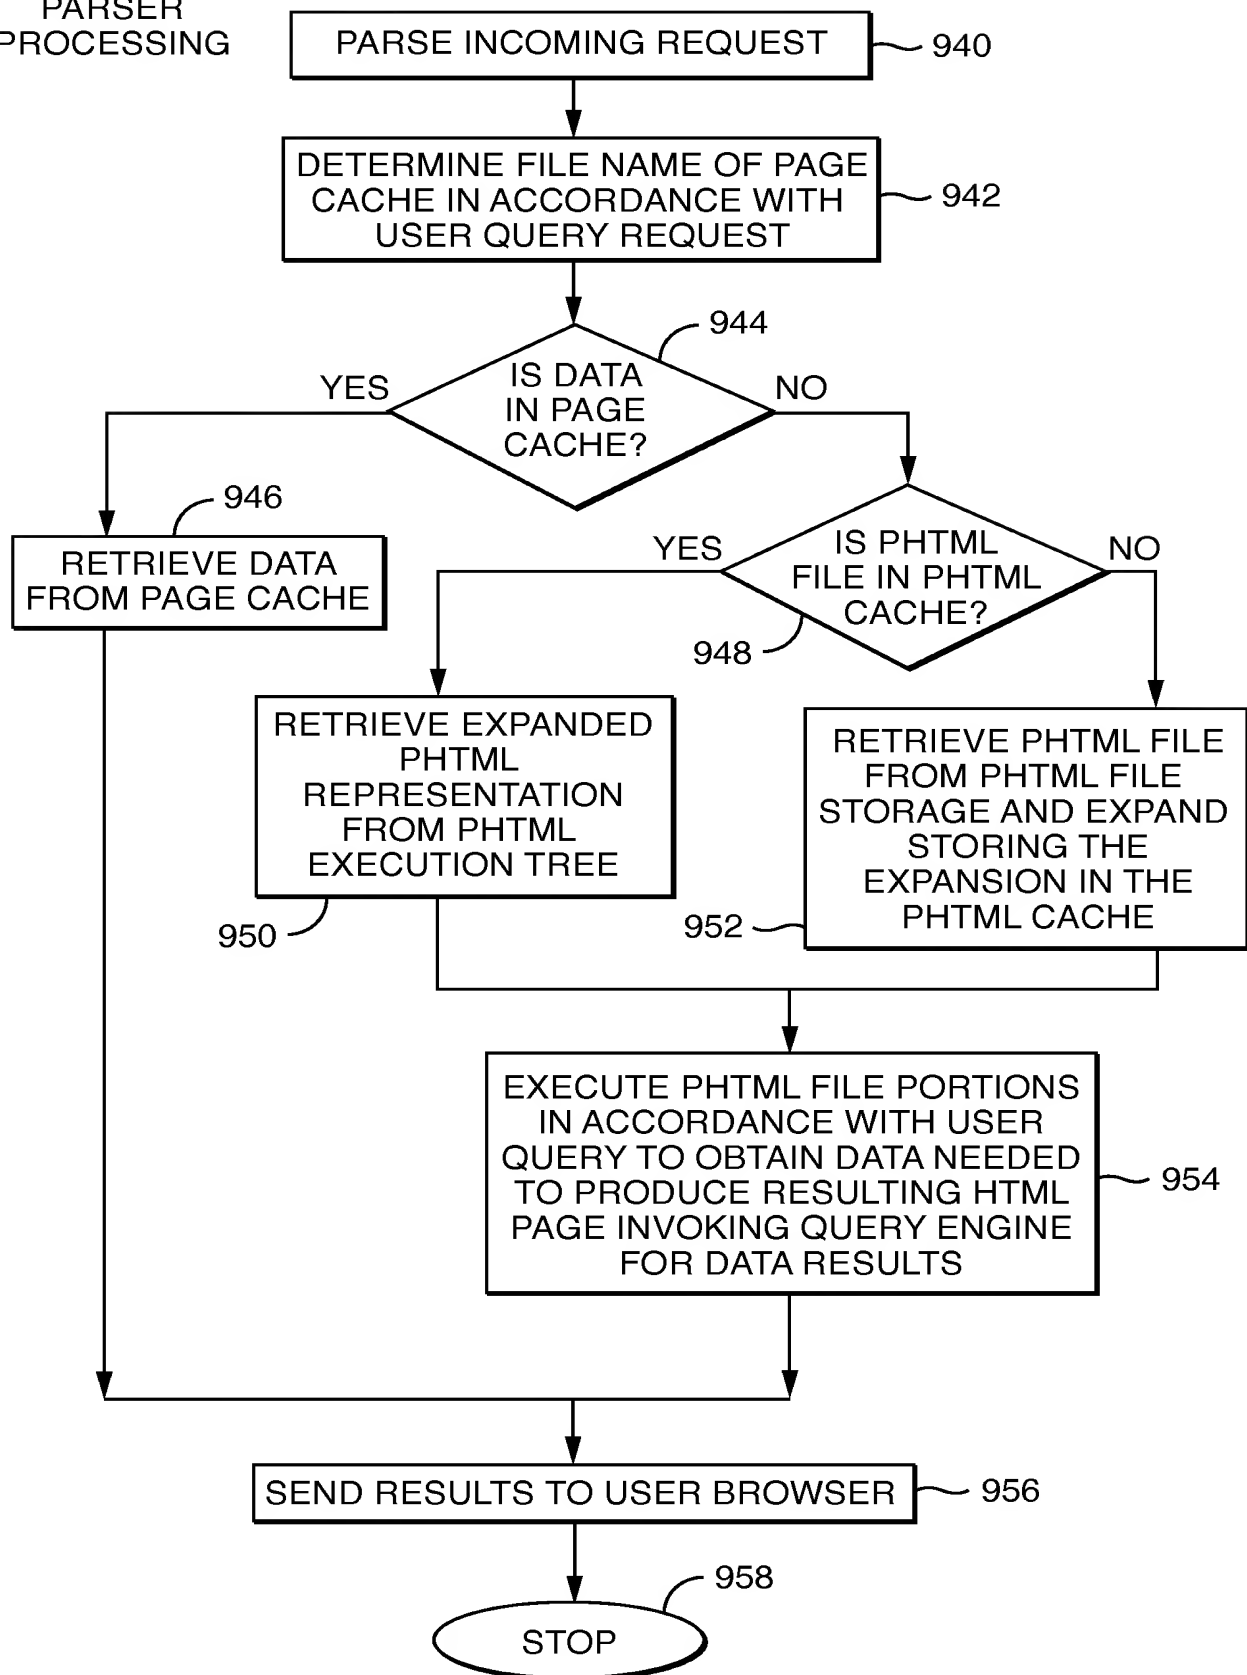 PARSER
PROCESSING
PARSE INCOMING REQUEST
940
DETERMINE FILE NAME OF PAGE
CACHE IN ACCORDANCE WITH
USER QUERY REQUEST
942
944
IS DATA
IN PAGE
CACHE?
YES
NO
946
RETRIEVE DATA
FROM PAGE CACHE
IS PHTML
FILE IN PHTML
CACHE?
YES
NO
948
RETRIEVE EXPANDED
PHTML
REPRESENTATION
FROM PHTML
EXECUTION TREE
950
RETRIEVE PHTML FILE
FROM PHTML FILE
STORAGE AND EXPAND
STORING THE
EXPANSION IN THE
PHTML CACHE
952
EXECUTE PHTML FILE PORTIONS
IN ACCORDANCE WITH USER
QUERY TO OBTAIN DATA NEEDED
TO PRODUCE RESULTING HTML
PAGE INVOKING QUERY ENGINE
FOR DATA RESULTS
954
SEND RESULTS TO USER BROWSER
956
958
STOP